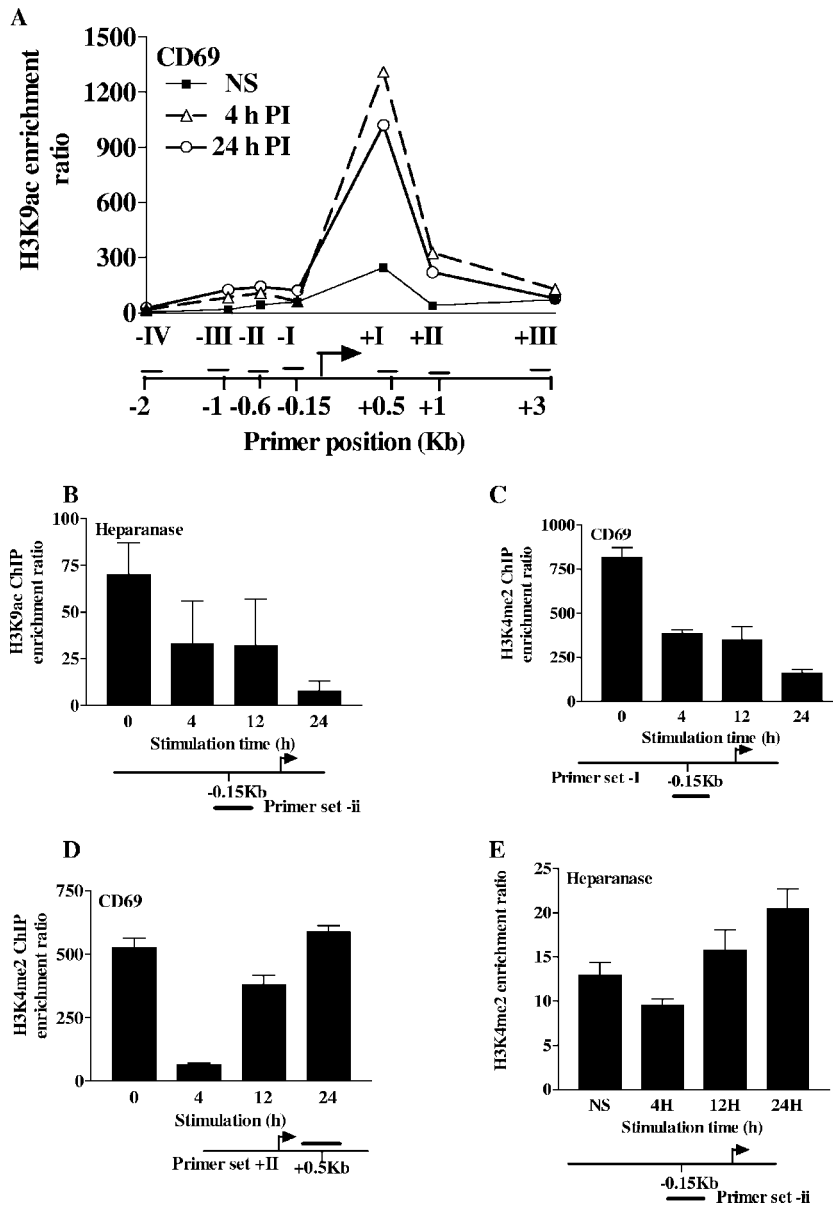 A
H3K9ac enrichment
ratio
1500
1200
900
600
300
0
CD69
NS
4 h PI
24 h PI
-IV -III -II -I +I +II +III
-2 -1 -0.6 -0.15 +0.5 +1 +3
Primer position (Kb)
B
H3K9ac ChIP
enrichment ratio
100
75
50
25
0
Heparanase
0 4 12 24
Stimulation time (h)
-0.15Kb
Primer set -ii
C
H3K4me2 ChIP
enrichment ratio
1000
750
500
250
0
CD69
0 4 12 24
Stimulation time (h)
Primer set -I
-0.15Kb
D
H3K4me2 ChIP
enrichment ratio
750
500
250
0
CD69
0 4 12 24
Stimulation (h)
Primer set +II
+0.5Kb
E
H3K4me2 enrichment ratio
25
20
15
10
5
0
Heparanase
NS 4H 12H 24H
Stimulation time (h)
-0.15Kb
Primer set -ii